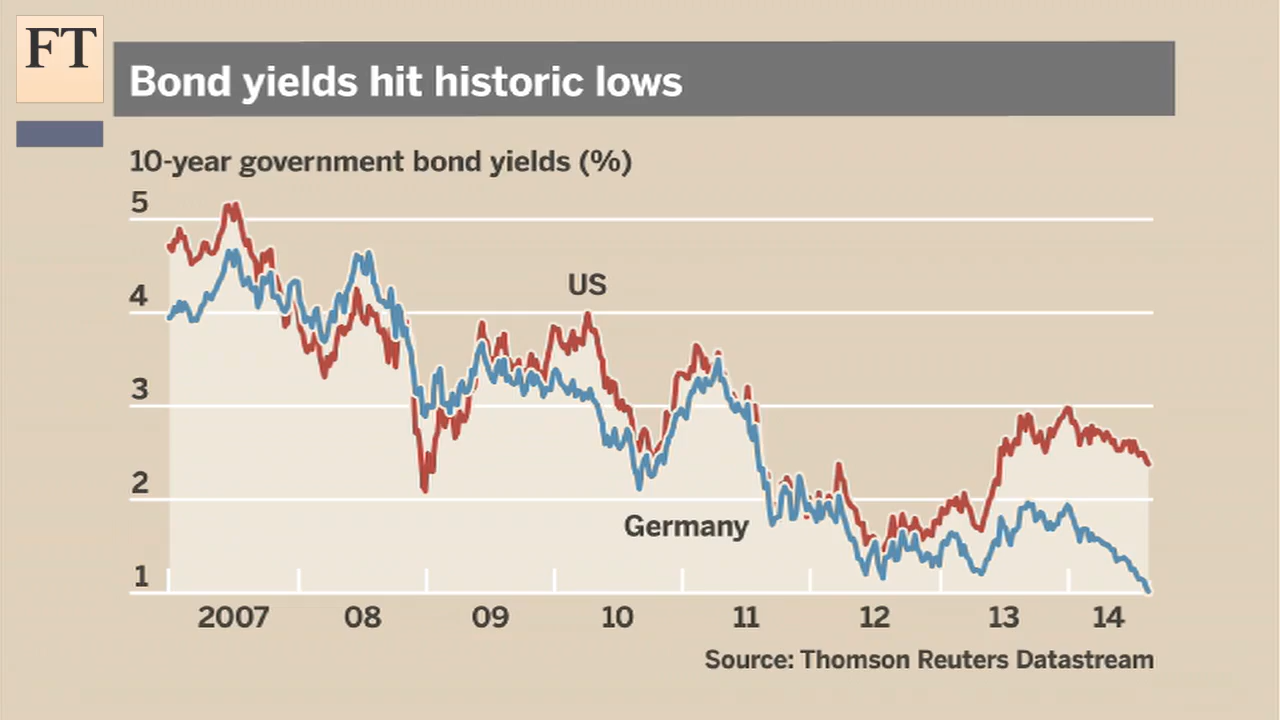 FT
Bond yields hit historic lows
10-year government bond yields (%)
5
4
3
2
1
US
Germany
2007 08 09 10 11 12 13 14
Source: Thomson Reuters Datastream